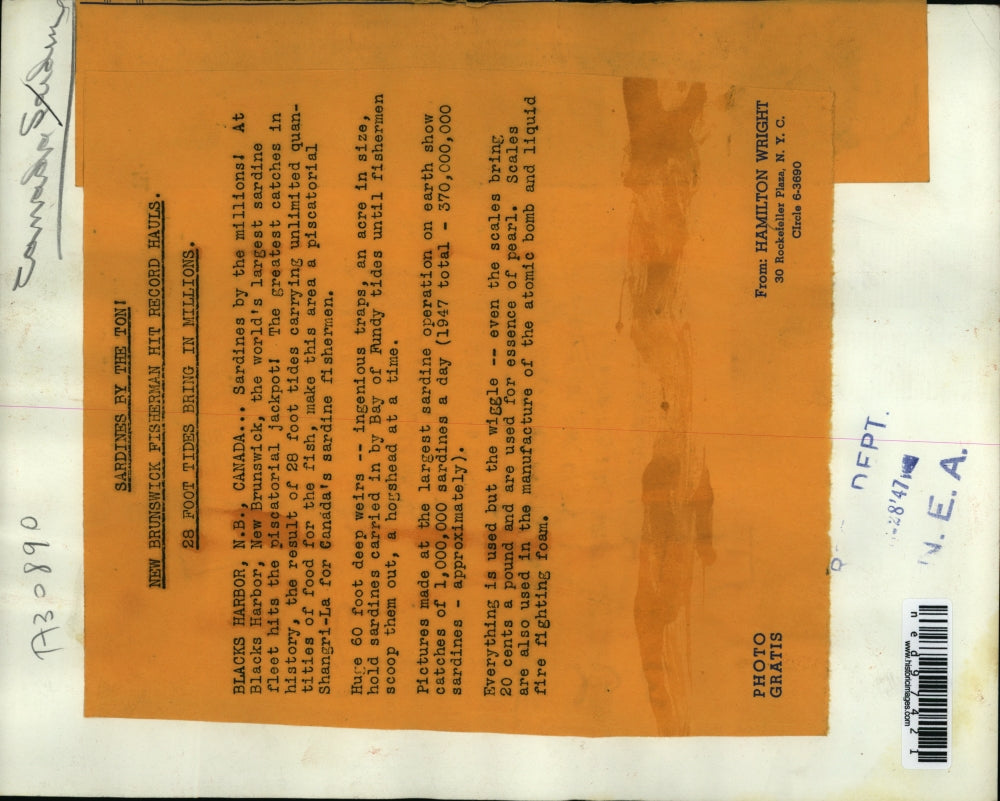 SARDINES BY THE TON!
NEW BRUNSWICK FISHERMAN HIT RECORD HAULS.
28 FOOT TIDES BRING IN MILLIONS.
BLACKS HARBOR, N.B., CANADA... Sardines by the millions! At
Blacks Harbor, New Brunswick, the world's largest sardine
fleet hits the piscatorial jackpot! The greatest catches in
history, the result of 28 foot tides carrying unlimited quan-
tities of food for the fish, make this area a piscatorial
Shangri-La for Canada's sardine fishermen.
Huge 60 foot deep weirs -- ingenious traps, an acre in size,
hold sardines carried in by Bay of Fundy tides until fishermen
scoop them out, a hogshead at a time.
Pictures made at the largest sardine operation on earth show
catches of 1,000,000 sardines a day (1947 total - 370,000,000
sardines - approximately).
Everything is used but the wiggle -- even the scales bring
20 cents a pound and are used for essence of pearl. Scales
are also used in the manufacture of the atomic bomb and liquid
fire fighting foam.
PHOTO
GRATIS
From: HAMILTON WRIGHT
30 Rockefeller Plaza, N. Y. C.
CIrcle 6-3690
A30890
DEPT.
28'47
N. E. A.
ned97421
www.historicimages.com